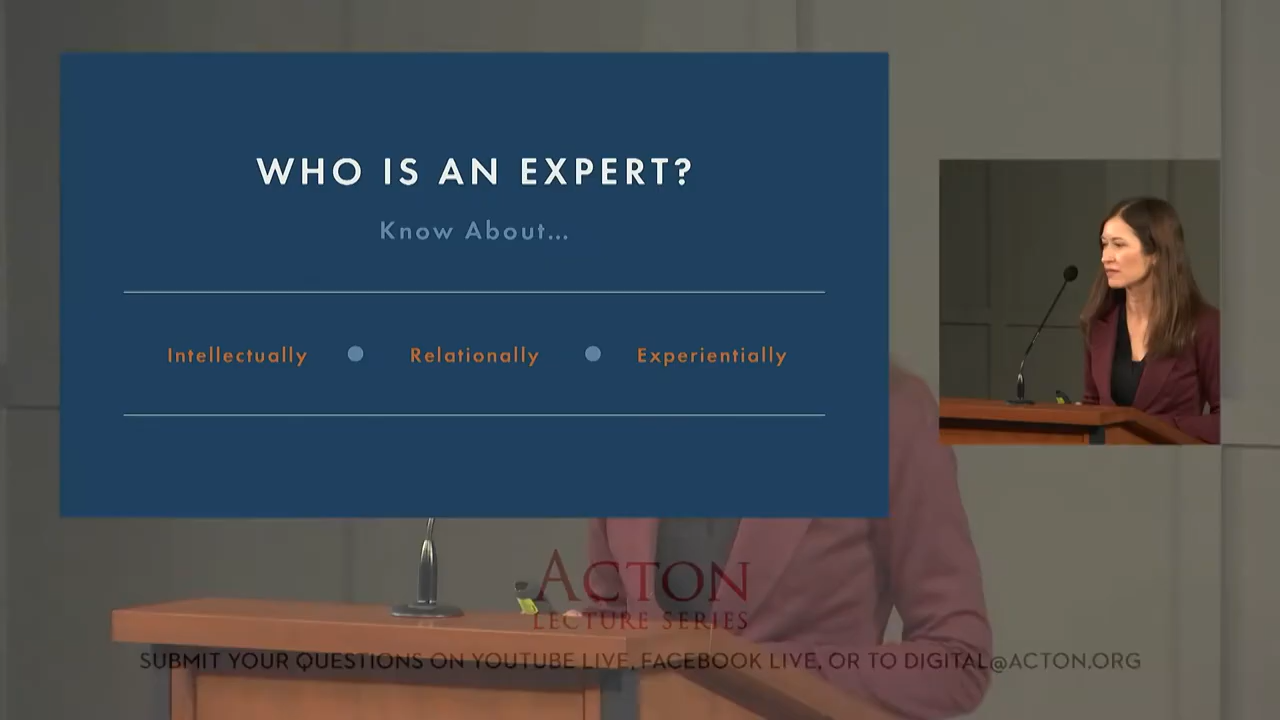 WHO IS AN EXPERT?
Know About...
Intellectually • Relationally • Experientially
ACTON
LECTURE SERIES
SUBMIT YOUR QUESTIONS ON YOUTUBE LIVE, FACEBOOK LIVE, OR TO DIGITAL@ACTON.ORG